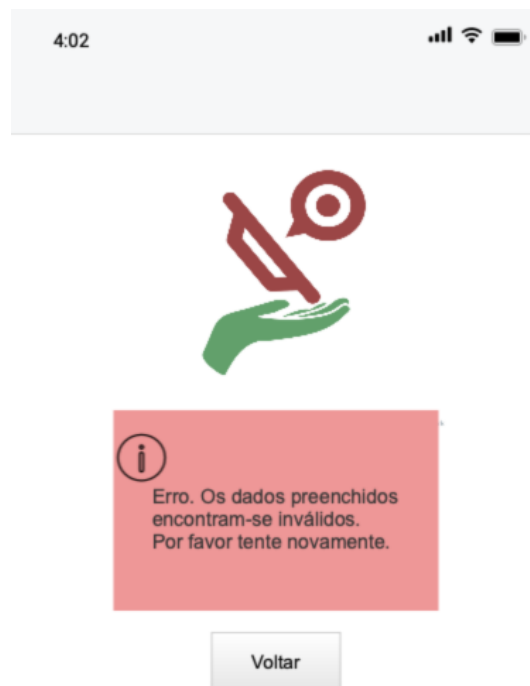 4:02
Erro. Os dados preenchidos
encontram-se inválidos.
Por favor tente novamente.
Voltar